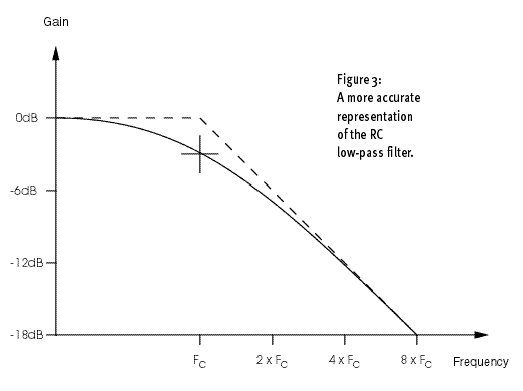 Gain
Figure 3:
A more accurate
representation
of the RC
low-pass filter.
0dB
-6dB
-12dB
-18dB
FC
2 x FC
4 x FC
8 x FC
Frequency